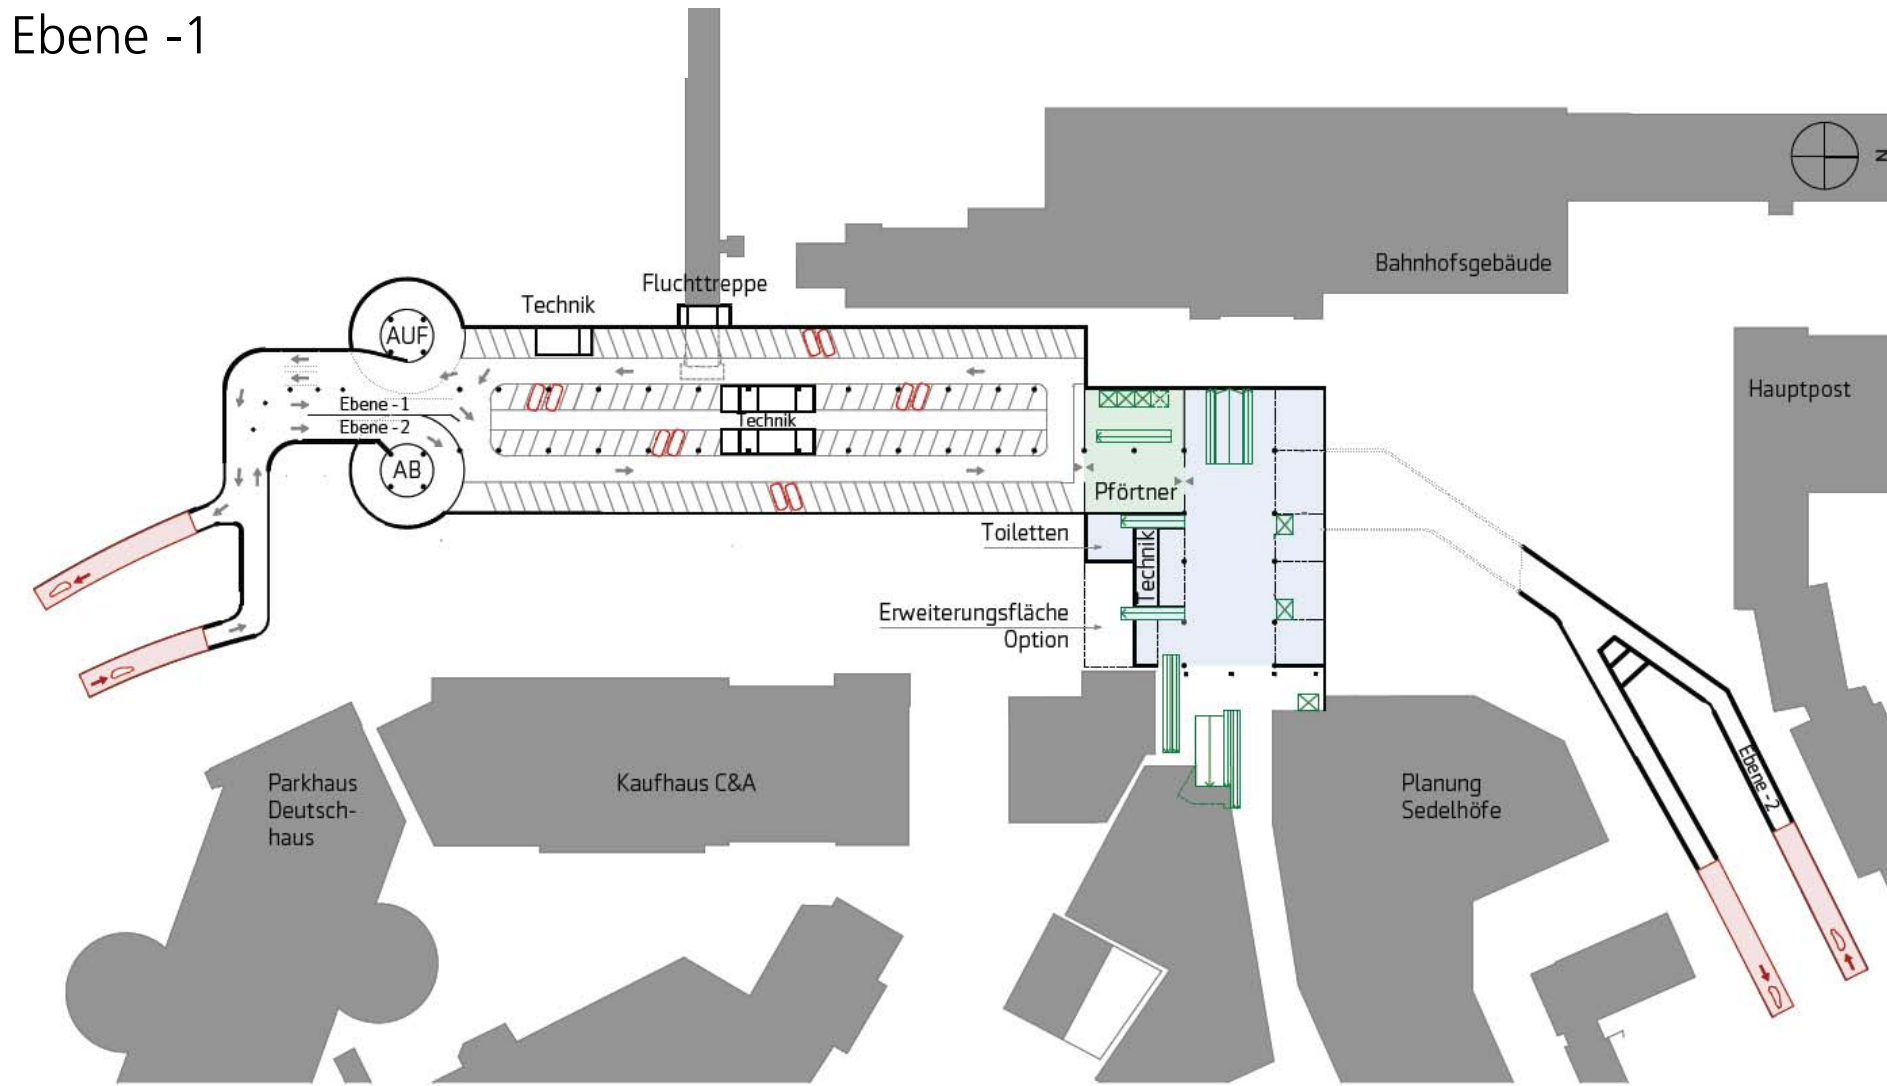 Ebene -1
N
Bahnhofsgebäude
Fluchttreppe
Technik
AUF
Hauptpost
Ebene -1
Ebene -2
Technik
AB
Pförtner
Toiletten
Technik
Erweiterungsfläche
Option
Parkhaus
Deutsch-
haus
Kaufhaus C&A
Planung
Sedelhöfe
Ebene -2